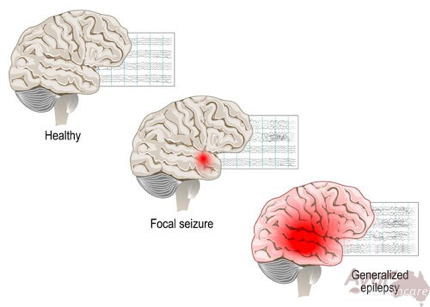 Healthy
Focal seizure
Generalized
epilepsy